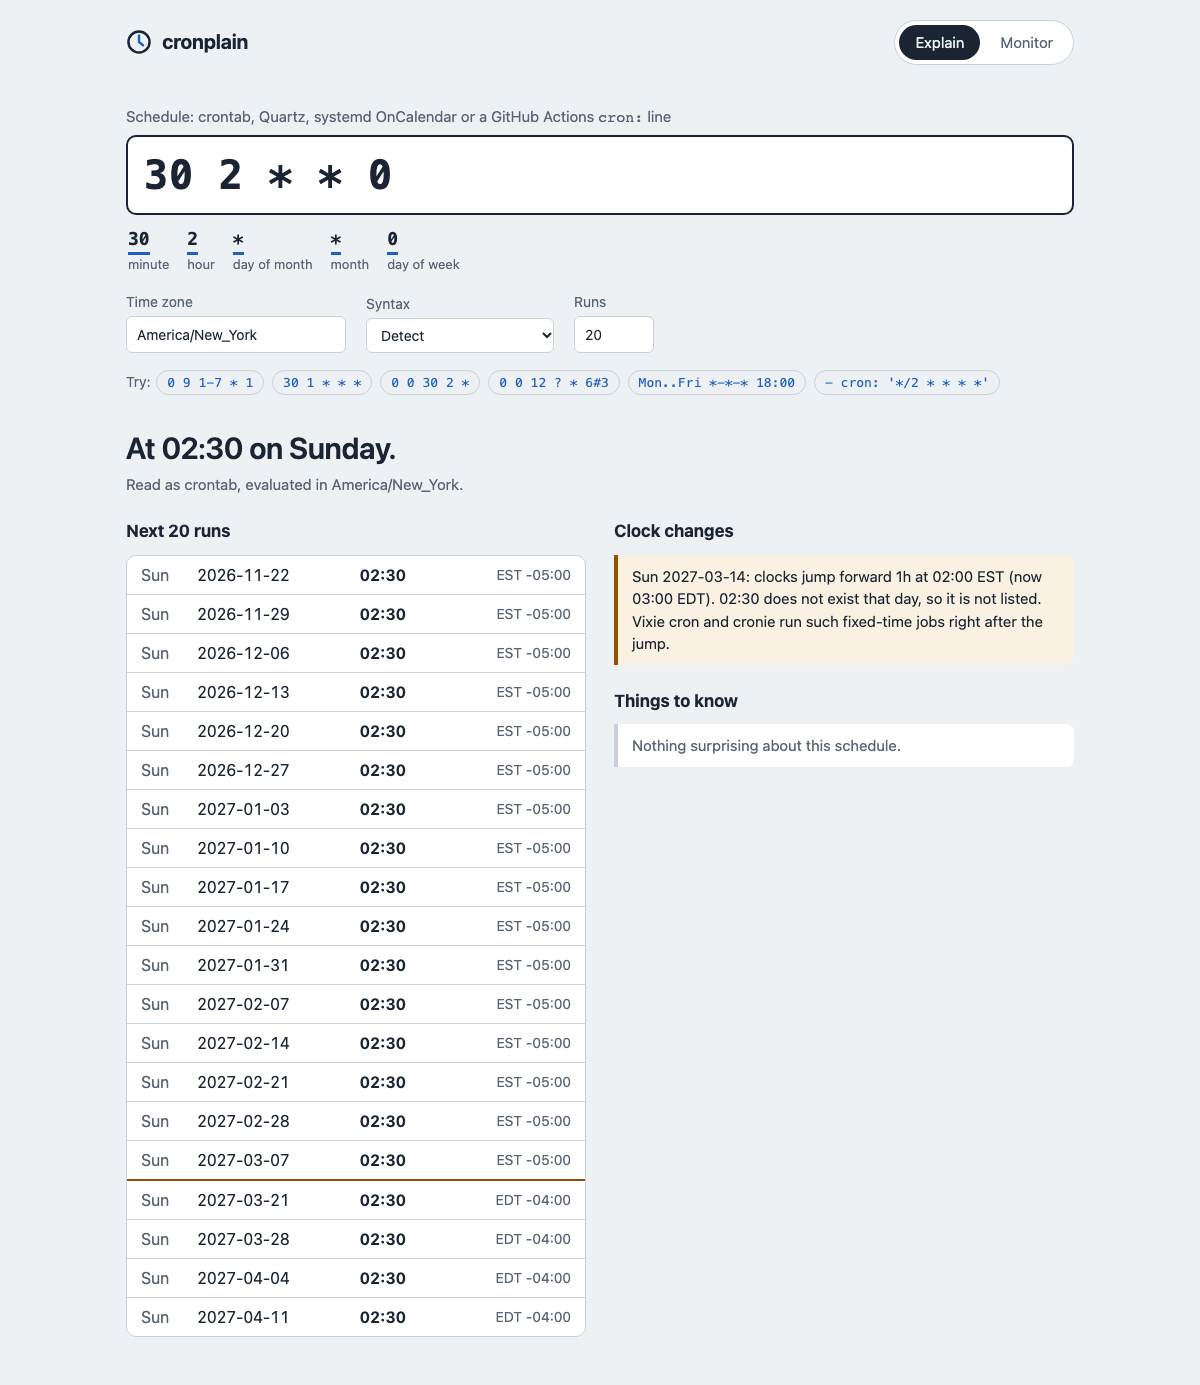 cronplain
Explain Monitor
Schedule: crontab, Quartz, systemd OnCalendar or a GitHub Actions cron: line
30 2 * * 0
30 2 * * 0
minute hour day of month month day of week
Time zone Syntax Runs
America/New_York Detect 20
Try: 0 9 1-7 * 1 30 1 * * * 0 0 30 2 * 0 0 12 ? * 6#3 Mon..Fri *-*-* 18:00 - cron: '*/2 * * * *'
At 02:30 on Sunday.
Read as crontab, evaluated in America/New_York.
Next 20 runs
Sun 2026-11-22 02:30 EST -05:00
Sun 2026-11-29 02:30 EST -05:00
Sun 2026-12-06 02:30 EST -05:00
Sun 2026-12-13 02:30 EST -05:00
Sun 2026-12-20 02:30 EST -05:00
Sun 2026-12-27 02:30 EST -05:00
Sun 2027-01-03 02:30 EST -05:00
Sun 2027-01-10 02:30 EST -05:00
Sun 2027-01-17 02:30 EST -05:00
Sun 2027-01-24 02:30 EST -05:00
Sun 2027-01-31 02:30 EST -05:00
Sun 2027-02-07 02:30 EST -05:00
Sun 2027-02-14 02:30 EST -05:00
Sun 2027-02-21 02:30 EST -05:00
Sun 2027-02-28 02:30 EST -05:00
Sun 2027-03-07 02:30 EST -05:00
Sun 2027-03-21 02:30 EDT -04:00
Sun 2027-03-28 02:30 EDT -04:00
Sun 2027-04-04 02:30 EDT -04:00
Sun 2027-04-11 02:30 EDT -04:00
Clock changes
Sun 2027-03-14: clocks jump forward 1h at 02:00 EST (now
03:00 EDT). 02:30 does not exist that day, so it is not listed.
Vixie cron and cronie run such fixed-time jobs right after the
jump.
Things to know
Nothing surprising about this schedule.